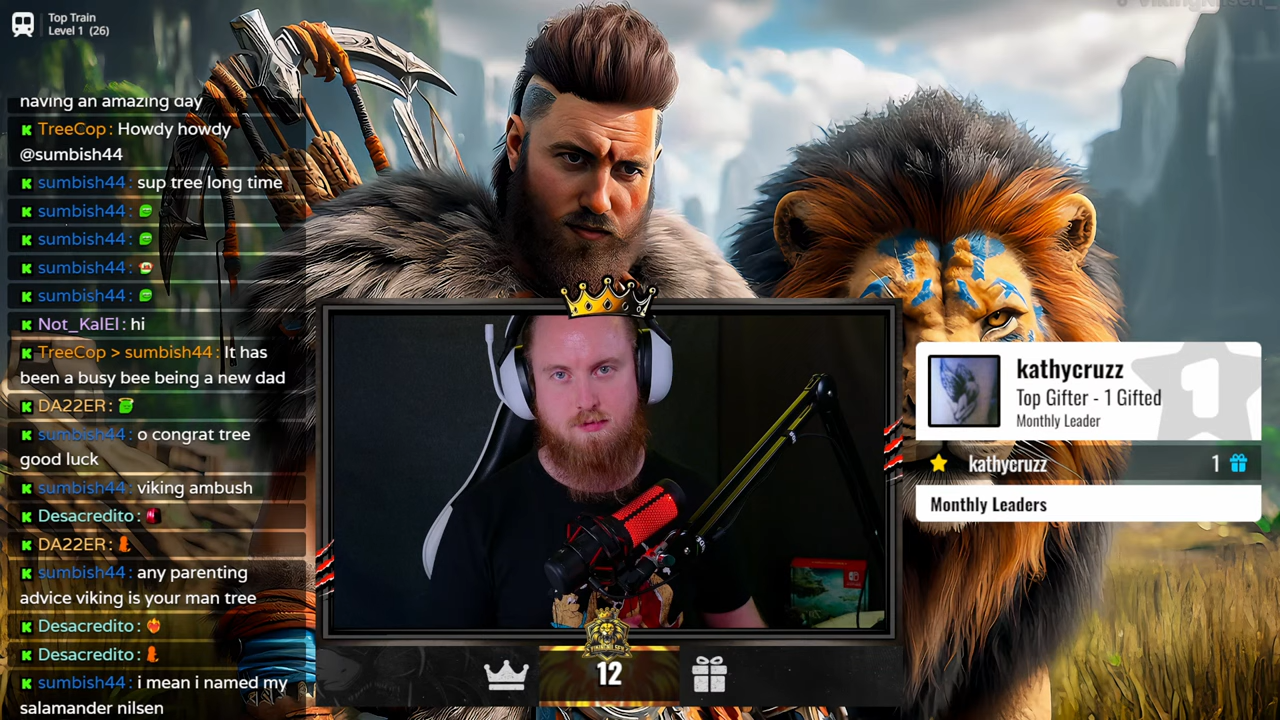 Top Train
Level 1 (26)
having an amazing day
TreeCop: Howdy howdy
@sumbish44
sumbish44: sup tree long time
sumbish44:
sumbish44:
sumbish44:
sumbish44:
Not_KalEl: hi
TreeCop > sumbish44: It has
been a busy bee being a new dad
DA22ER:
sumbish44: o congrat tree
good luck
sumbish44: viking ambush
Desacredito:
DA22ER:
sumbish44: any parenting
advice viking is your man tree
Desacredito:
Desacredito:
sumbish44: i mean i named my
salamander nilsen
12
kathycruzz
Top Gifter - 1 Gifted
Monthly Leader
1
kathycruzz
1
Monthly Leaders